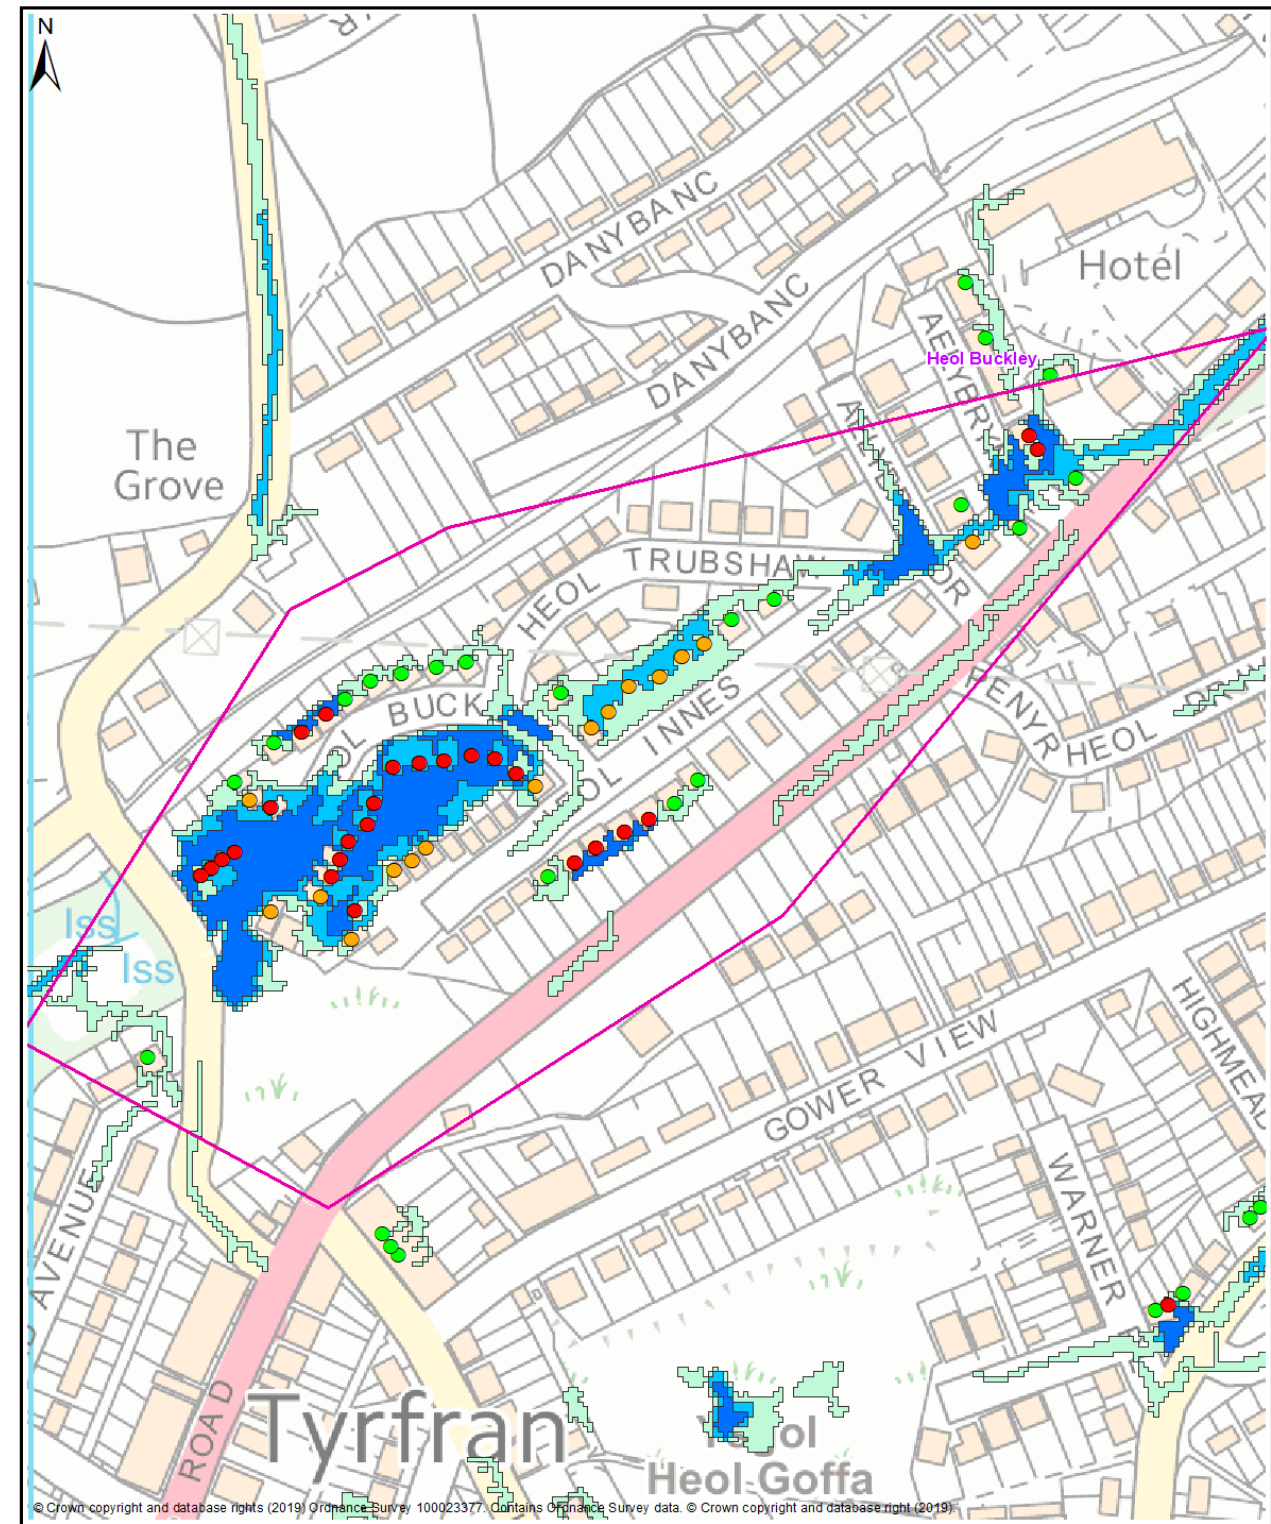 N
DANYBANC
DANYBANC
Hotel
Heol Buckley
The
Grove
HEOL
TRUBSHAW
BUCK
INNES
PENYR
HEOL
Iss
Iss
HIGHMEAD
GOWER VIEW
WARNER
AVENUE
ROAD
Tyrfran
Heol Goffa
© Crown copyright and database rights (2019) Ordnance Survey 100023377. Contains Ordnance Survey data. © Crown copyright and database right (2019).